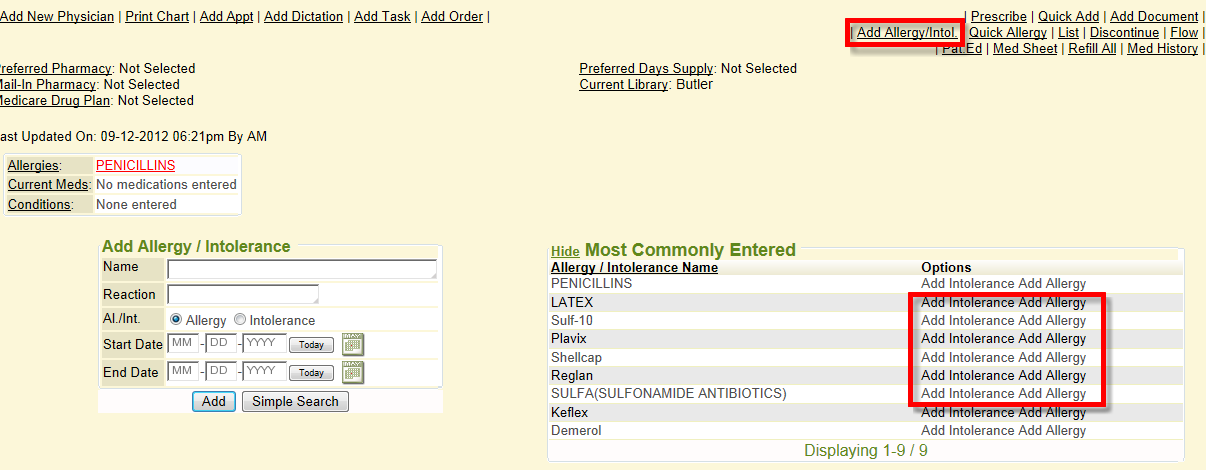 Add New Physician | Print Chart | Add Appt | Add Dictation | Add Task | Add Order |
| Prescribe | Quick Add | Add Document |
| Add Allergy/Intol. Quick Allergy | List | Discontinue | Flow |
| Pat.Ed | Med Sheet | Refill All | Med History |
referred Pharmacy: Not Selected
Preferred Days Supply: Not Selected
Mail-In Pharmacy: Not Selected
Current Library: Butler
Medicare Drug Plan: Not Selected
ast Updated On: 09-12-2012 06:21pm By AM
Allergies: PENICILLINS
Current Meds: No medications entered
Conditions: None entered
Add Allergy / Intolerance
Name
Reaction
Al./Int. Allergy Intolerance
Start Date MM - DD - YYYY Today
End Date MM - DD - YYYY Today
Add Simple Search
Hide Most Commonly Entered
Allergy / Intolerance Name Options
PENICILLINS Add Intolerance Add Allergy
LATEX Add Intolerance Add Allergy
Sulf-10 Add Intolerance Add Allergy
Plavix Add Intolerance Add Allergy
Shellcap Add Intolerance Add Allergy
Reglan Add Intolerance Add Allergy
SULFA(SULFONAMIDE ANTIBIOTICS) Add Intolerance Add Allergy
Keflex Add Intolerance Add Allergy
Demerol Add Intolerance Add Allergy
Displaying 1-9 / 9